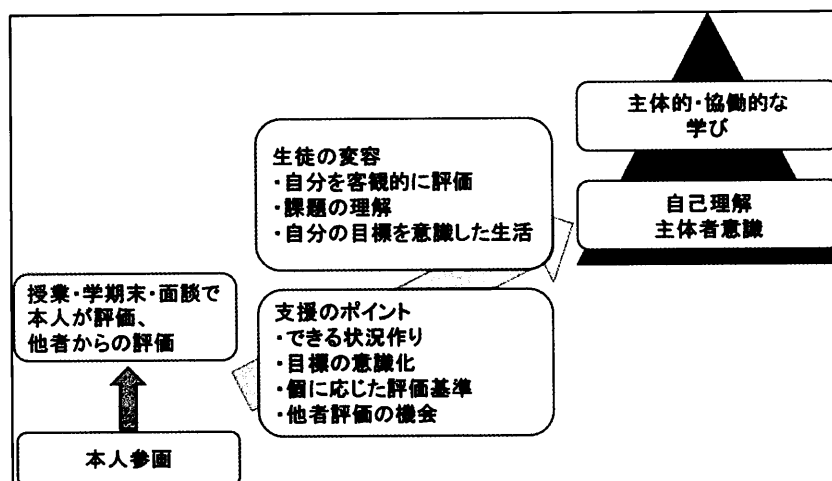 主体的・協働的な
学び
自己理解
主体者意識
生徒の変容
・自分を客観的に評価
・課題の理解
・自分の目標を意識した生活
授業・学期末・面談で
本人が評価、
他者からの評価
支援のポイント
・できる状況作り
・目標の意識化
・個に応じた評価基準
・他者評価の機会
本人参画